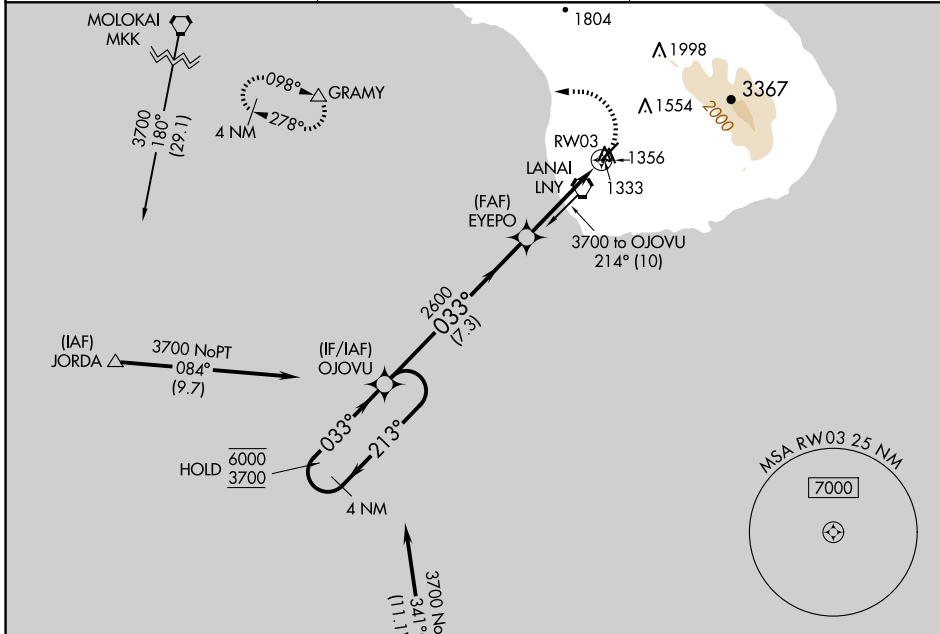 MOLOKAI
MKK
1804
1998
3367
2000
1554
098°
GRAMY
278°
4 NM
3700
180°
(29.1)
RW03
1356
1333
LANAI
LNY
(FAF)
EYEPO
3700 to OJOVU
214° (10)
2600
033°
(7.3)
(IAF)
JORDA
3700 NoPT
084°
(9.7)
(IF/IAF)
OJOVU
033°
213°
HOLD
6000
3700
4 NM
MSA RW03 25 NM
7000
341°
(11.1)